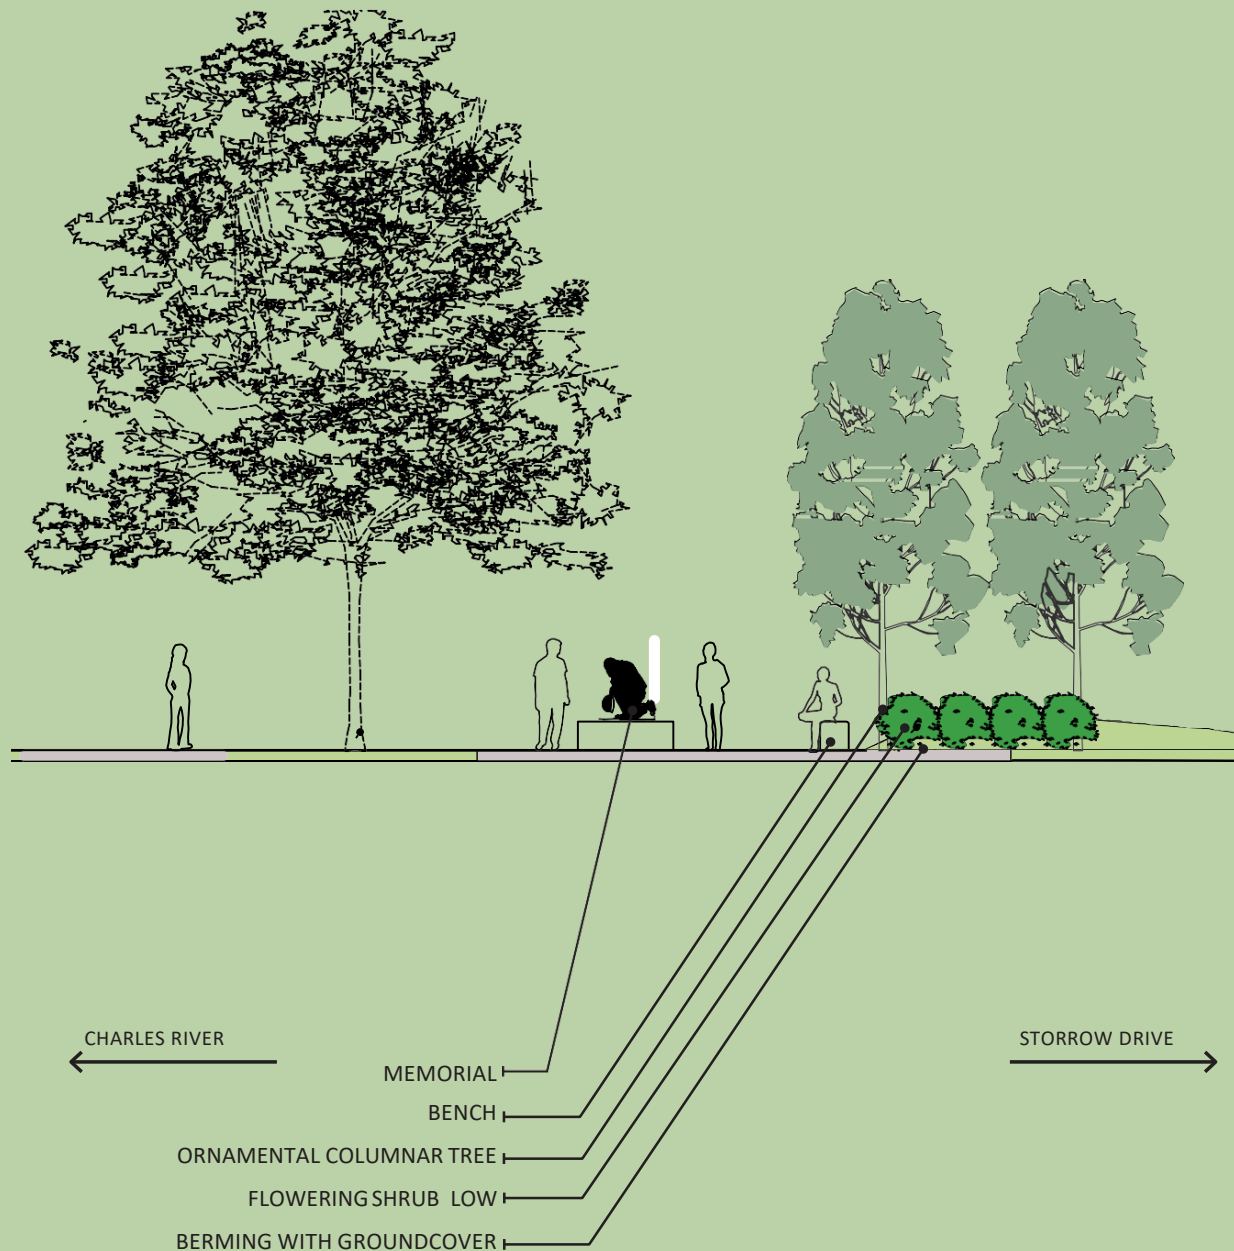 CHARLES RIVER
STORROW DRIVE
MEMORIAL
BENCH
ORNAMENTAL COLUMNAR TREE
FLOWERING SHRUB LOW
BERMING WITH GROUNDCOVER